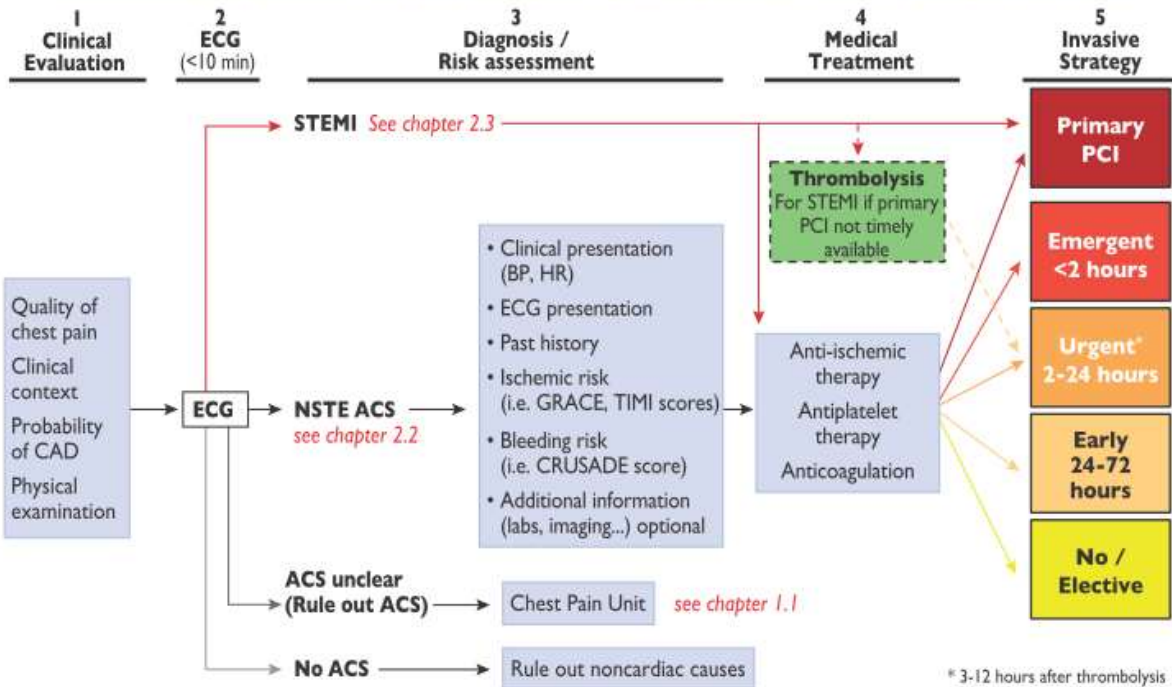 1
Clinical
Evaluation
2
ECG
(<10 min)
3
Diagnosis /
Risk assessment
4
Medical
Treatment
5
Invasive
Strategy
STEMI See chapter 2.3
Primary
PCI
Thrombolysis
For STEMI if primary
PCI not timely
available
Emergent
<2 hours
Quality of
chest pain
Clinical
context
Probability
of CAD
Physical
examination
ECG
NSTE ACS
see chapter 2.2
• Clinical presentation
(BP, HR)
• ECG presentation
• Past history
• Ischemic risk
(i.e. GRACE, TIMI scores)
• Bleeding risk
(i.e. CRUSADE score)
• Additional information
(labs, imaging...) optional
Anti-ischemic
therapy
Antiplatelet
therapy
Anticoagulation
Urgent*
2-24 hours
Early
24-72
hours
No /
Elective
ACS unclear
(Rule out ACS)
Chest Pain Unit
see chapter 1.1
No ACS
Rule out noncardiac causes
* 3-12 hours after thrombolysis